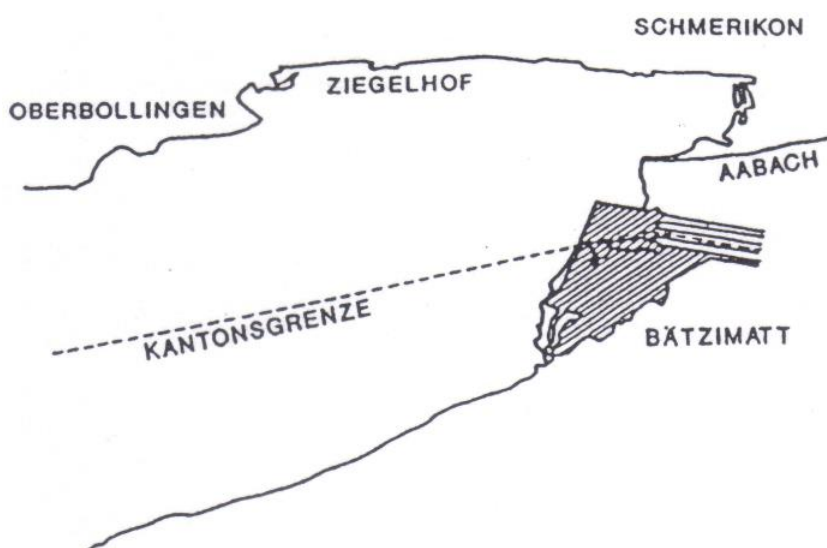 SCHMERIKON
ZIEGELHOF
OBERBOLLINGEN
AABACH
KANTONSGRENZE
BÄTZIMATT